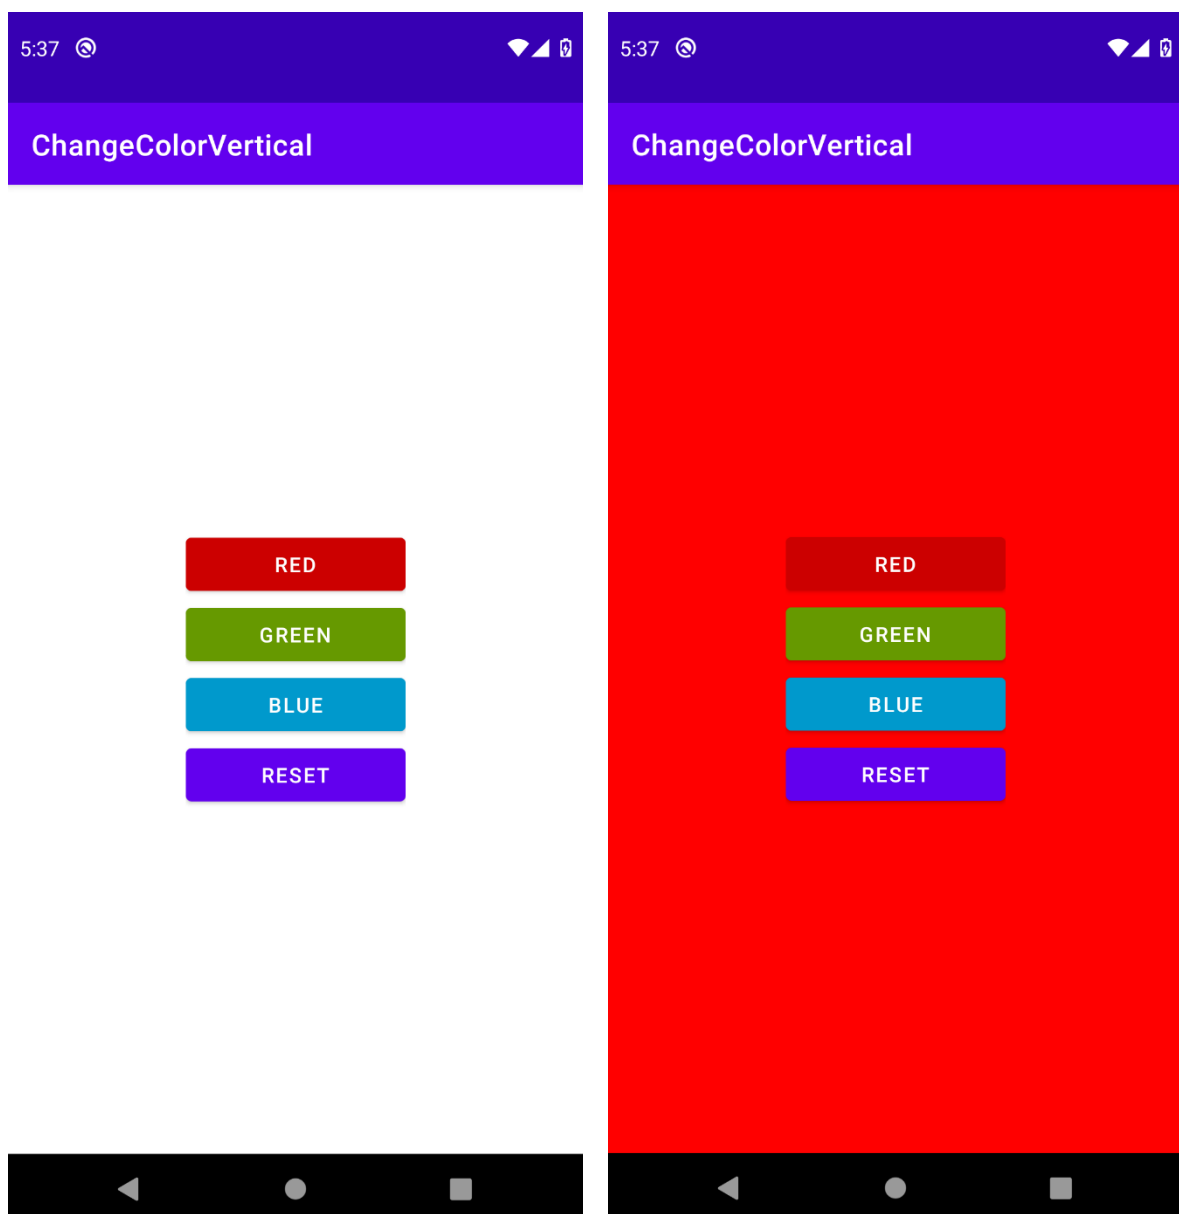 5:37
ChangeColorVertical
RED
GREEN
BLUE
RESET
5:37
ChangeColorVertical
RED
GREEN
BLUE
RESET